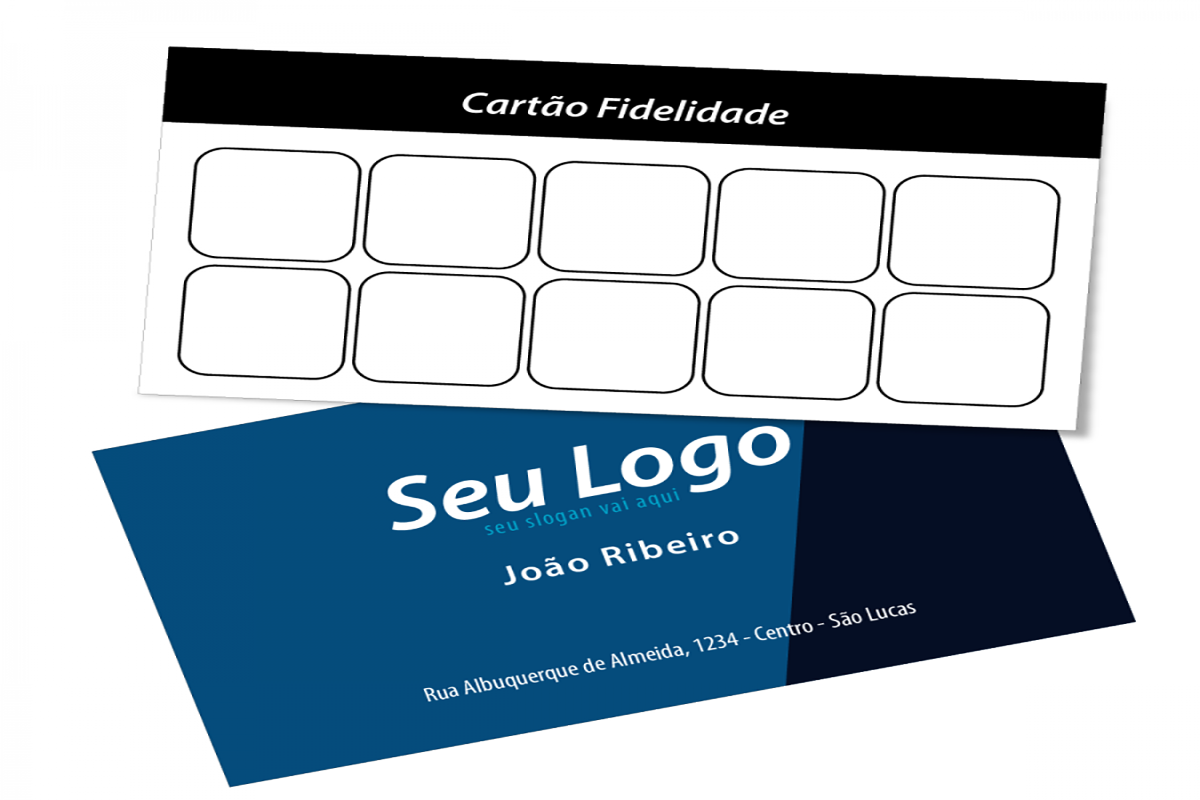 Cartão Fidelidade
Seu Logo
seu slogan vai aqui
João Ribeiro
Rua Albuquerque de Almeida, 1234 - Centro - São Lucas